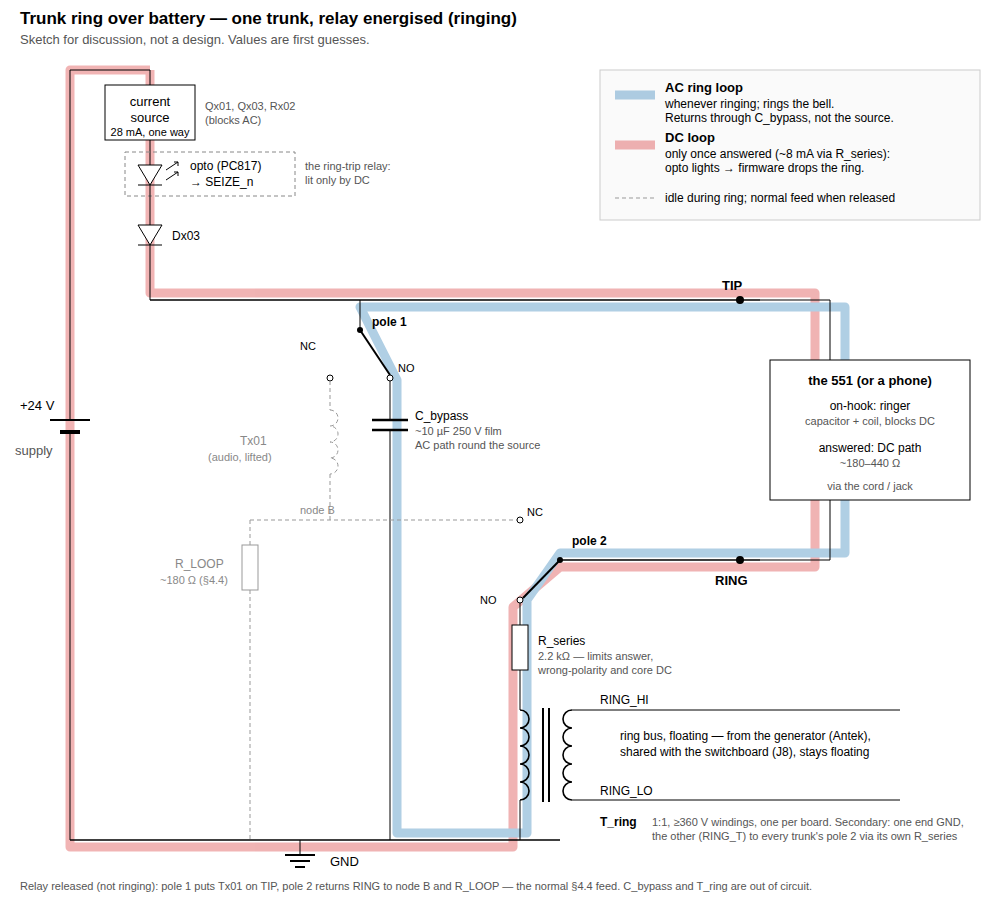 Trunk ring over battery — one trunk, relay energised (ringing)
Sketch for discussion, not a design. Values are first guesses.
current
source
28 mA, one way
Qx01, Qx03, Rx02
(blocks AC)
opto (PC817)
→ SEIZE_n
the ring-trip relay:
lit only by DC
Dx03
AC ring loop
whenever ringing; rings the bell.
Returns through C_bypass, not the source.
DC loop
only once answered (~8 mA via R_series):
opto lights → firmware drops the ring.
idle during ring; normal feed when released
TIP
pole 1
NC
NO
+24 V
supply
C_bypass
~10 µF 250 V film
AC path round the source
Tx01
(audio, lifted)
the 551 (or a phone)
on-hook: ringer
capacitor + coil, blocks DC
answered: DC path
~180–440 Ω
via the cord / jack
node B
NC
pole 2
R_LOOP
~180 Ω (§4.4)
RING
NO
R_series
2.2 kΩ — limits answer,
wrong-polarity and core DC
RING_HI
ring bus, floating — from the generator (Antek),
shared with the switchboard (J8), stays floating
RING_LO
T_ring
1:1, ≥360 V windings, one per board. Secondary: one end GND,
the other (RING_T) to every trunk's pole 2 via its own R_series
GND
Relay released (not ringing): pole 1 puts Tx01 on TIP, pole 2 returns RING to node B and R_LOOP — the normal §4.4 feed. C_bypass and T_ring are out of circuit.